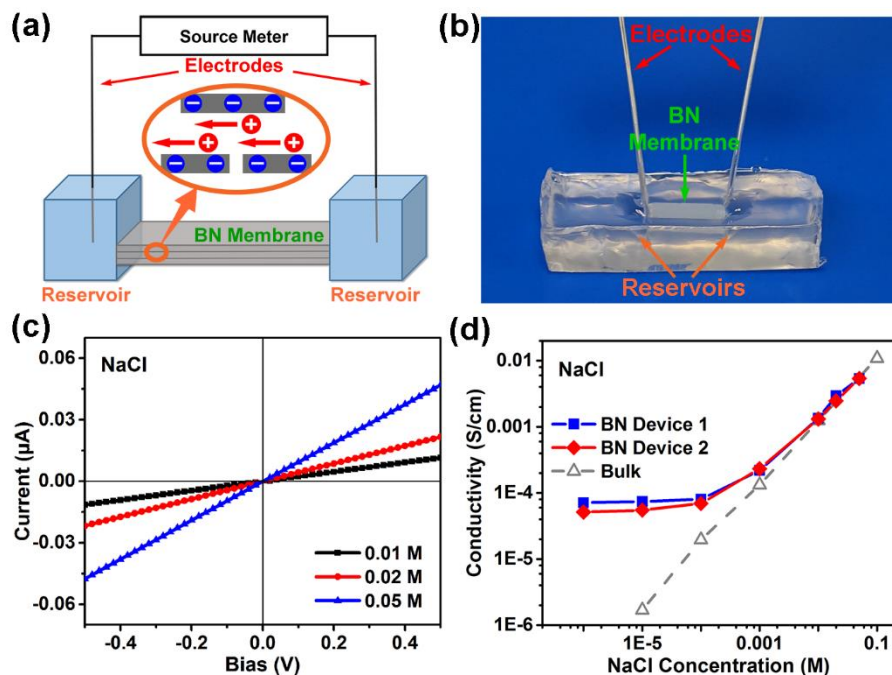 (a)
Source Meter
Electrodes
BN Membrane
Reservoir
Reservoir
(b)
Electrodes
BN
Membrane
Reservoirs
(c)
NaCl
Current (µA)
0.06
0.03
0.00
-0.03
-0.06
0.01 M
0.02 M
0.05 M
-0.4
-0.2
0.0
0.2
0.4
Bias (V)
(d)
NaCl
Conductivity (S/cm)
0.01
0.001
1E-4
1E-5
1E-6
BN Device 1
BN Device 2
Bulk
1E-5
0.001
0.1
NaCl Concentration (M)